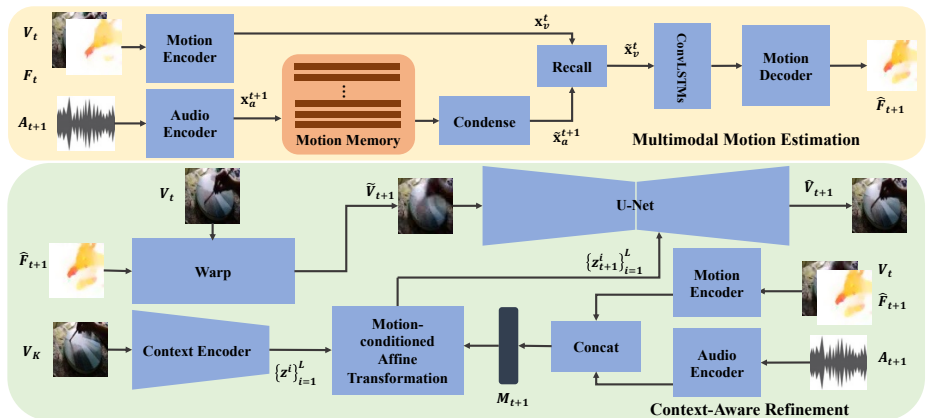 V_t
F_t
A_{t+1}
Motion
Encoder
Audio
Encoder
x_v^t
x_a^{t+1}
⋮
Motion Memory
Condense
Recall
x̃_a^{t+1}
x̃_v^t
ConvLSTMs
Motion
Decoder
F̂_{t+1}
Multimodal Motion Estimation
V_t
F̂_{t+1}
Warp
Ṽ_{t+1}
U-Net
V̂_{t+1}
V_K
Context Encoder
{z^i}_{i=1}^L
Motion-
conditioned
Affine
Transformation
{z_{t+1}^i}_{i=1}^L
M_{t+1}
Concat
Motion
Encoder
Audio
Encoder
V_t
F̂_{t+1}
A_{t+1}
Context-Aware Refinement